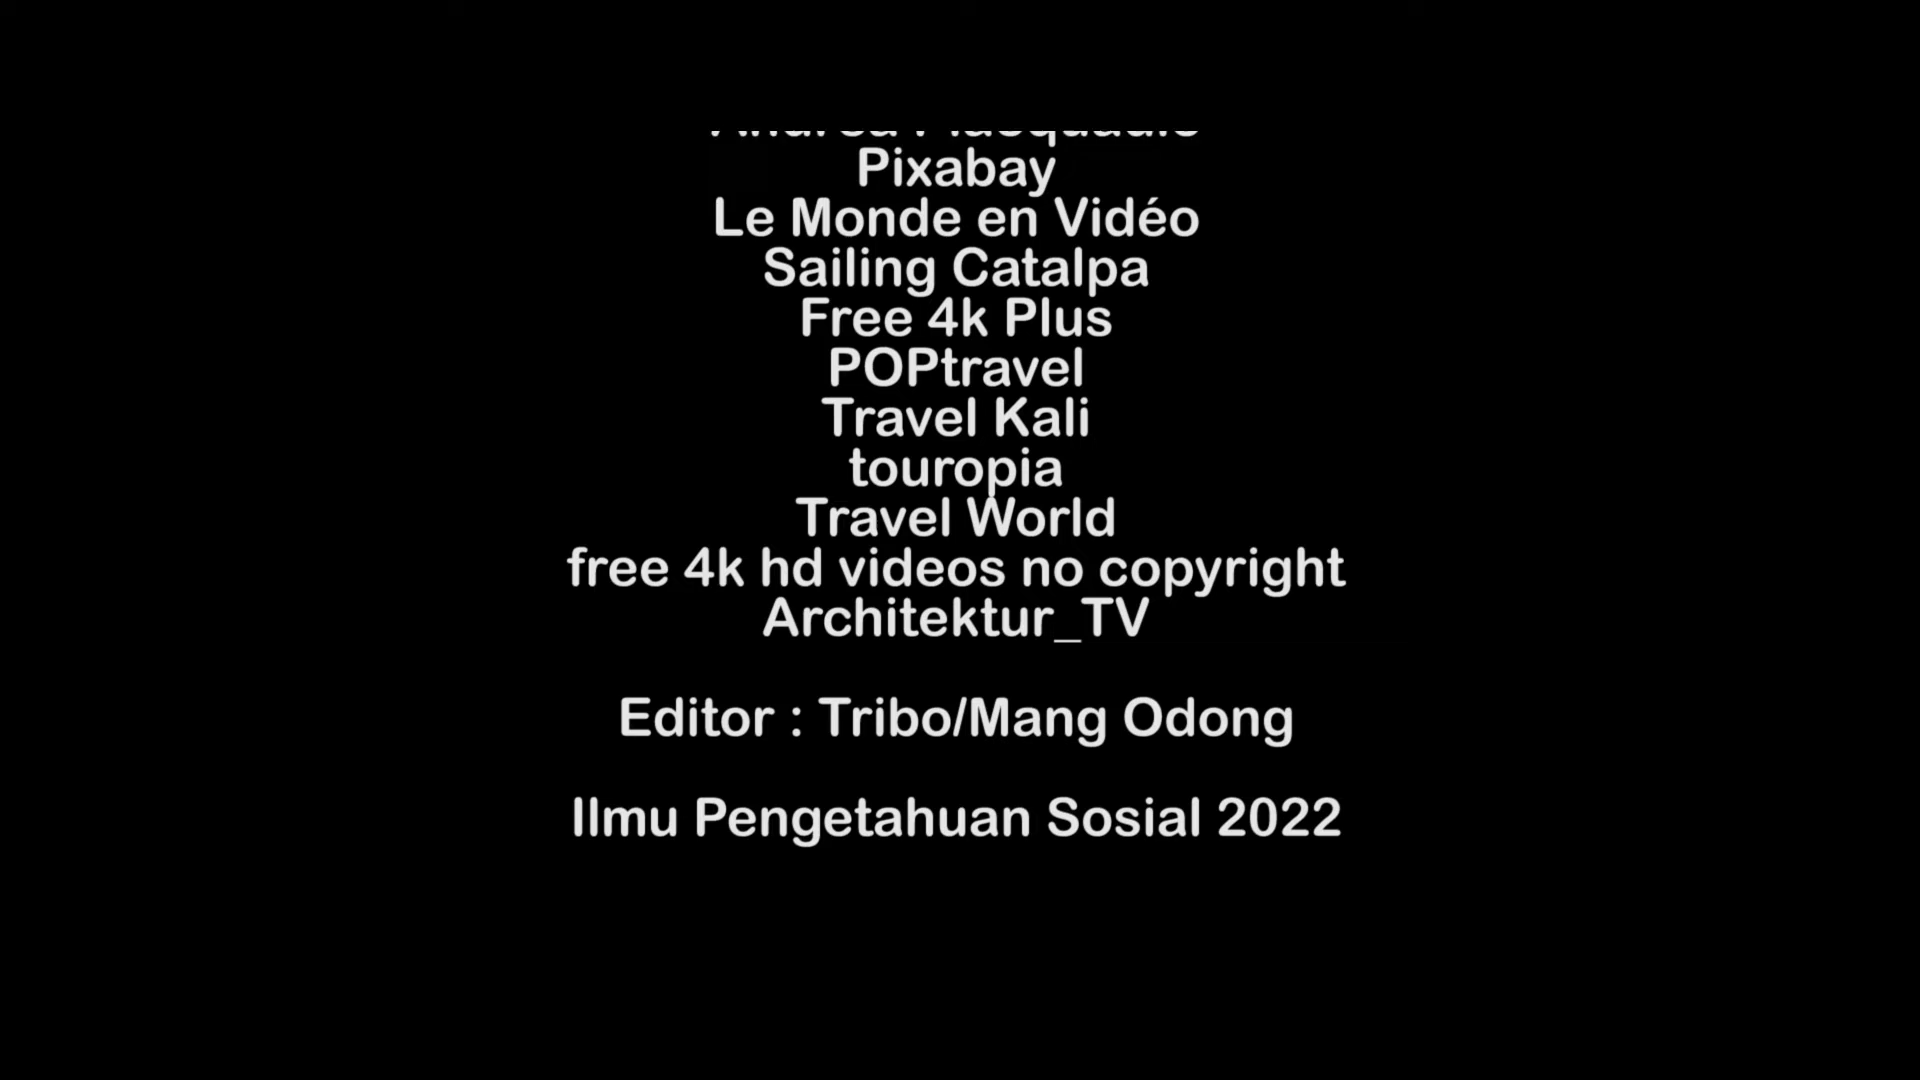 Pixabay
Le Monde en Vidéo
Sailing Catalpa
Free 4k Plus
POPtravel
Travel Kali
touropia
Travel World
free 4k hd videos no copyright
Architektur_TV
Editor : Tribo/Mang Odong
Ilmu Pengetahuan Sosial 2022